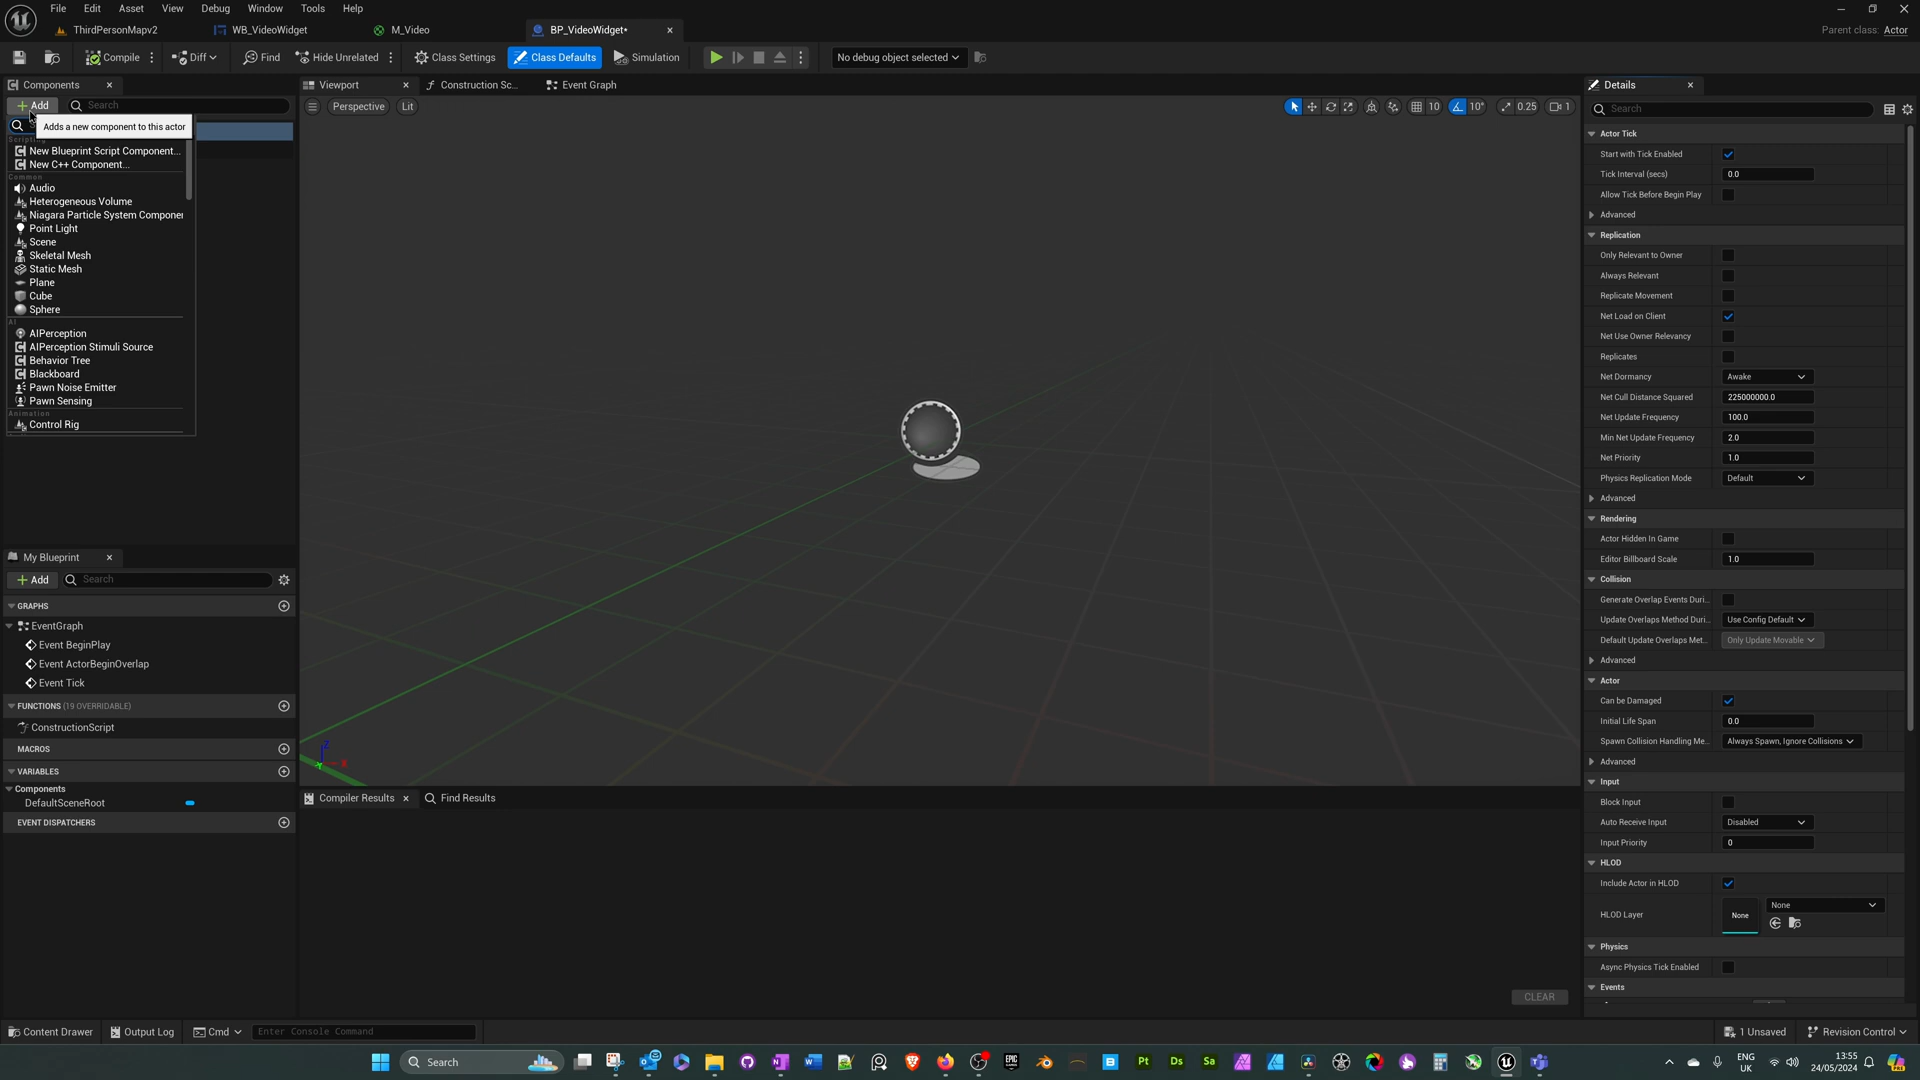 File Edit Asset View Debug Window Tools Help
ThirdPersonMapv2 WB_VideoWidget M_Video BP_VideoWidget* Parent class: Actor
Compile Diff Find Hide Unrelated Class Settings Class Defaults Simulation No debug object selected
Components
Add Search
Adds a new component to this actor
Scripting
New Blueprint Script Component...
New C++ Component...
Common
Audio
Heterogeneous Volume
Niagara Particle System Componen
Point Light
Scene
Skeletal Mesh
Static Mesh
Plane
Cube
Sphere
AI
AIPerception
AIPerception Stimuli Source
Behavior Tree
Blackboard
Pawn Noise Emitter
Pawn Sensing
Animation
Control Rig
My Blueprint
Add Search
GRAPHS
EventGraph
Event BeginPlay
Event ActorBeginOverlap
Event Tick
FUNCTIONS (19 OVERRIDABLE)
ConstructionScript
MACROS
VARIABLES
Components
DefaultSceneRoot
EVENT DISPATCHERS
Viewport Construction Sc... Event Graph
Perspective Lit 10 10° 0.25 1
Z
X
Y
Compiler Results Find Results
CLEAR
Details
Search
Actor Tick
Start with Tick Enabled
Tick Interval (secs) 0.0
Allow Tick Before Begin Play
Advanced
Replication
Only Relevant to Owner
Always Relevant
Replicate Movement
Net Load on Client
Net Use Owner Relevancy
Replicates
Net Dormancy Awake
Net Cull Distance Squared 225000000.0
Net Update Frequency 100.0
Min Net Update Frequency 2.0
Net Priority 1.0
Physics Replication Mode Default
Advanced
Rendering
Actor Hidden In Game
Editor Billboard Scale 1.0
Collision
Generate Overlap Events Duri...
Update Overlaps Method Duri... Use Config Default
Default Update Overlaps Met... Only Update Movable
Advanced
Actor
Can be Damaged
Initial Life Span 0.0
Spawn Collision Handling Me... Always Spawn, Ignore Collisions
Advanced
Input
Block Input
Auto Receive Input Disabled
Input Priority 0
HLOD
Include Actor in HLOD
HLOD Layer None None
Physics
Async Physics Tick Enabled
Events
Content Drawer Output Log Cmd Enter Console Command 1 Unsaved Revision Control
Search Pt Ds Sa ENG UK 13:55 24/05/2024